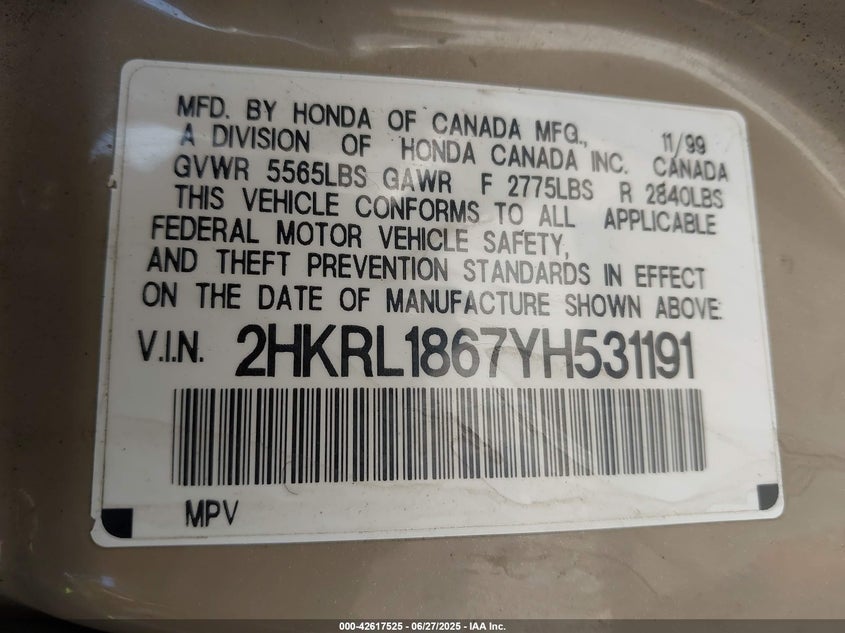 MFD. BY HONDA OF CANADA MFG., 11/99
A DIVISION OF HONDA CANADA INC. CANADA
GVWR 5565LBS GAWR F 2775LBS R 2840LBS
THIS VEHICLE CONFORMS TO ALL APPLICABLE
FEDERAL MOTOR VEHICLE SAFETY,
AND THEFT PREVENTION STANDARDS IN EFFECT
ON THE DATE OF MANUFACTURE SHOWN ABOVE.
V.I.N. 2HKRL1867YH531191
MPV
000-42617525 - 06/27/2025 - IAA Inc.